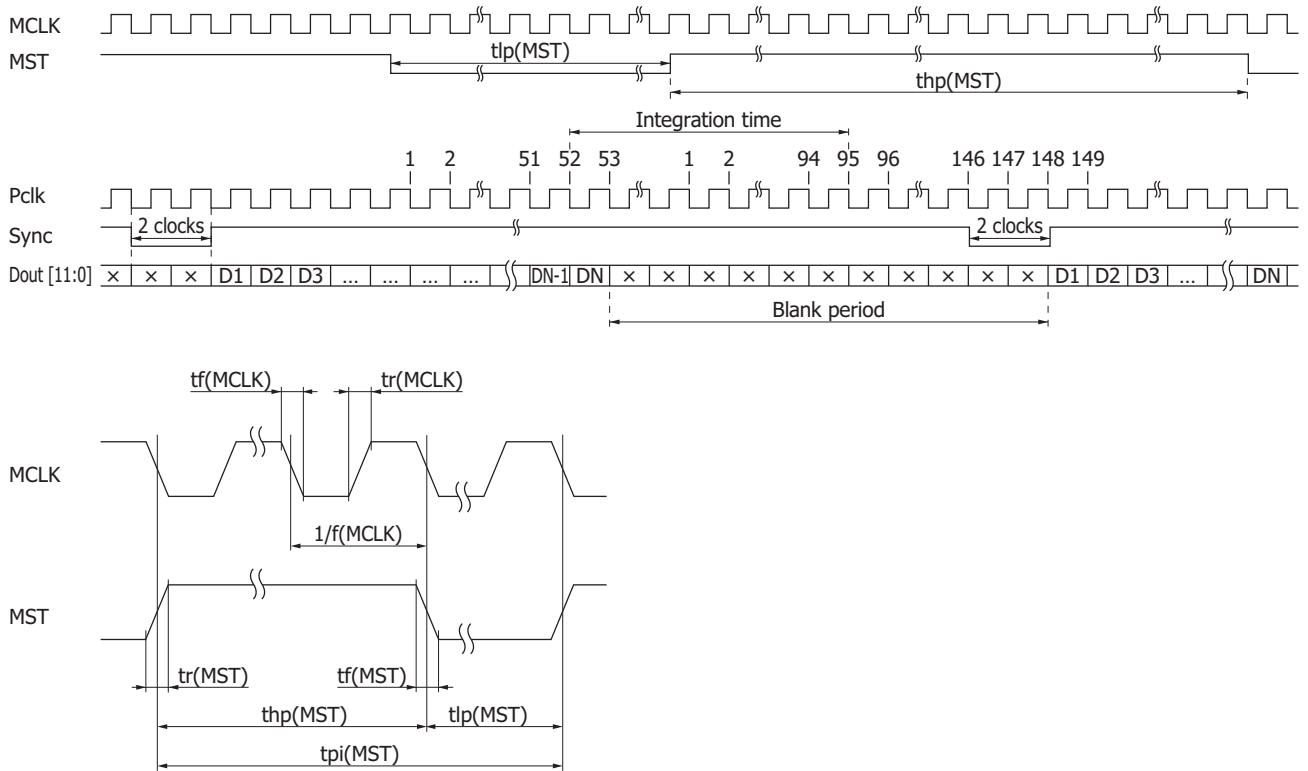 MCLK
MST
tlp(MST)
thp(MST)
Integration time
1 2 51 52 53 1 2 94 95 96 146 147 148 149
Pclk
Sync
2 clocks
2 clocks
Dout [11:0]
× × × D1 D2 D3 ... ... ... ... DN-1 DN × × × × × × × × × × × D1 D2 D3 ... DN
Blank period
tf(MCLK)
tr(MCLK)
MCLK
1/f(MCLK)
MST
tr(MST)
tf(MST)
thp(MST)
tlp(MST)
tpi(MST)